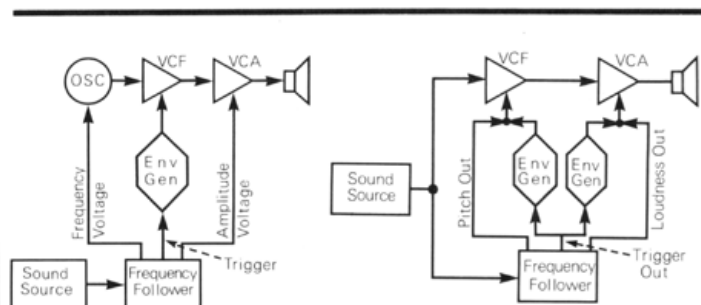 VCF
VCA
OSC
Env
Gen
Frequency
Voltage
Amplitude
Voltage
Trigger
Sound
Source
Frequency
Follower
VCF
VCA
Sound
Source
Pitch Out
Env
Gen
Env
Gen
Loudness Out
Trigger
Out
Frequency
Follower